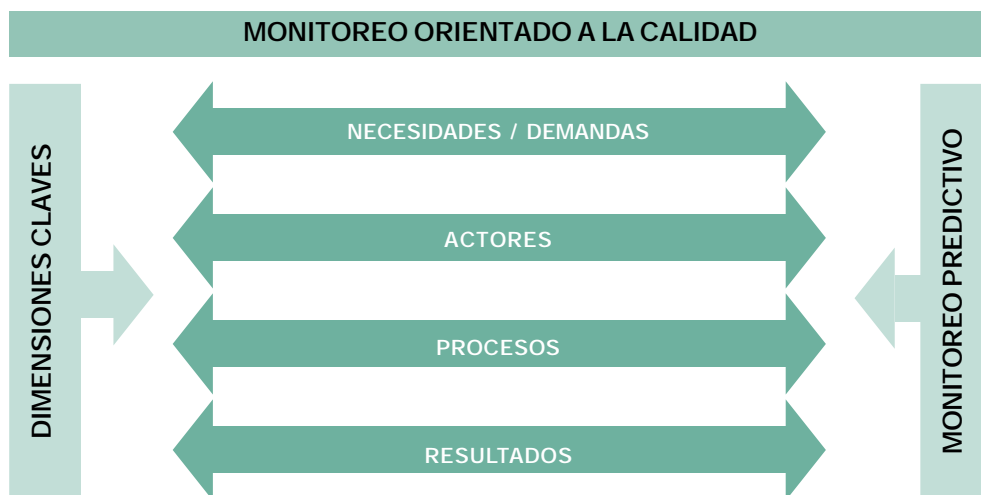 MONITOREO ORIENTADO A LA CALIDAD
DIMENSIONES CLAVES
NECESIDADES / DEMANDAS
ACTORES
PROCESOS
RESULTADOS
MONITOREO PREDICTIVO